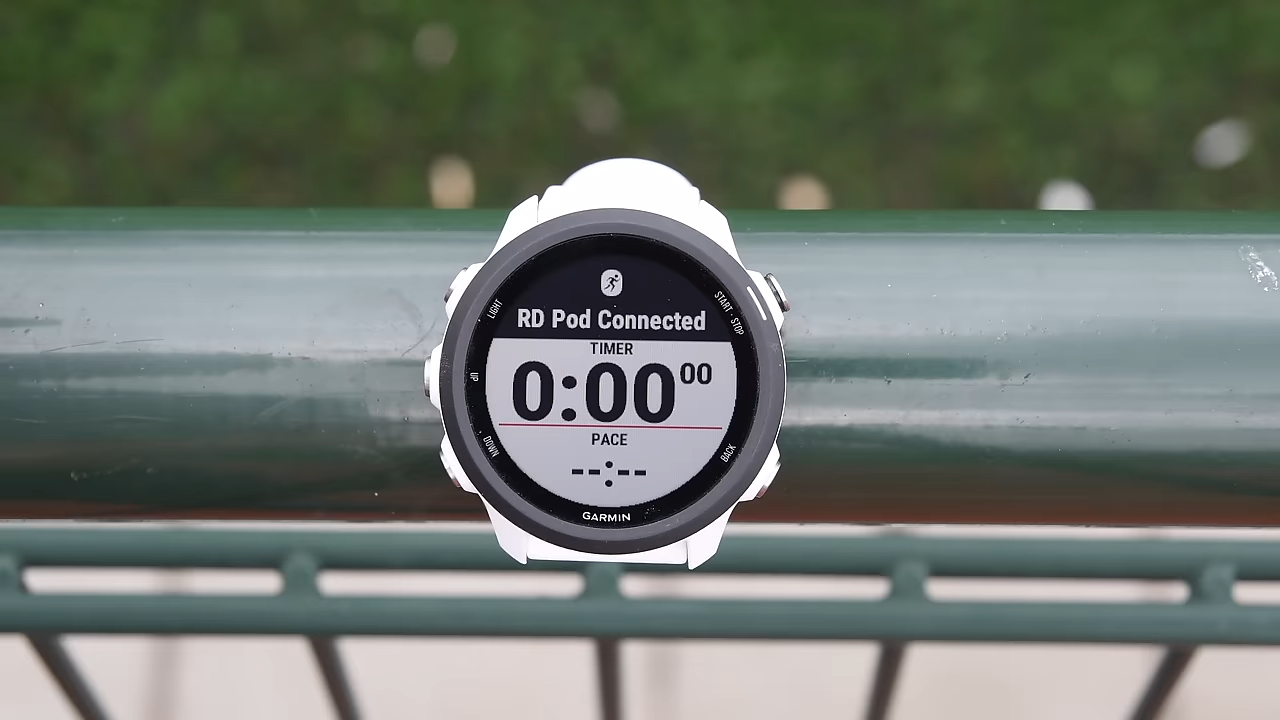 RD Pod Connected
TIMER
0:00 00
PACE
--:--
LIGHT
UP
DOWN
START · STOP
BACK
GARMIN